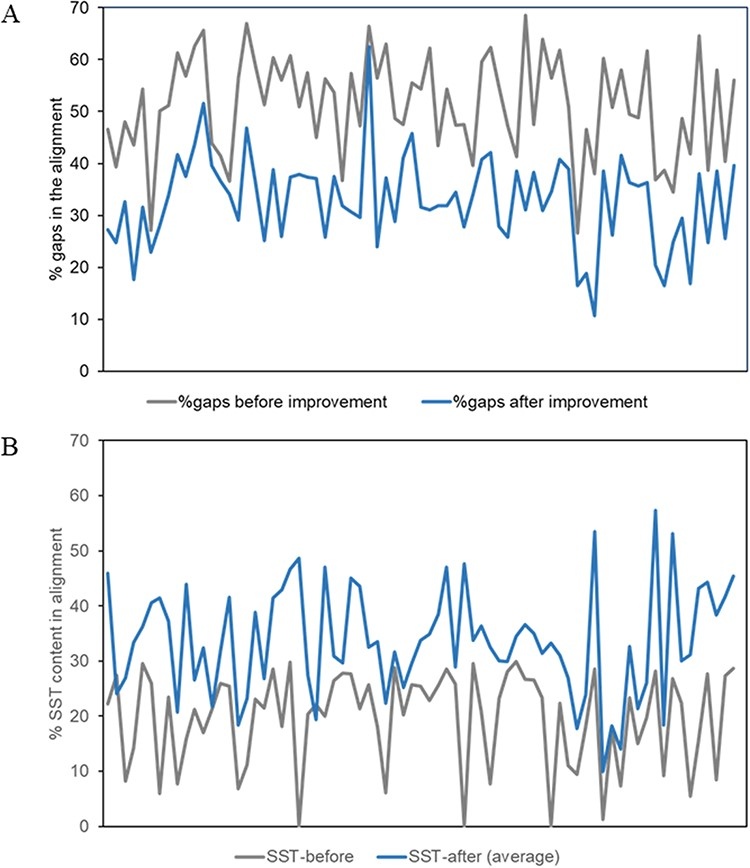 A
70
60
50
40
30
20
10
0
% gaps in the alignment
%gaps before improvement %gaps after improvement
B
70
60
50
40
30
20
10
0
% SST content in alignment
SST-before SST-after (average)